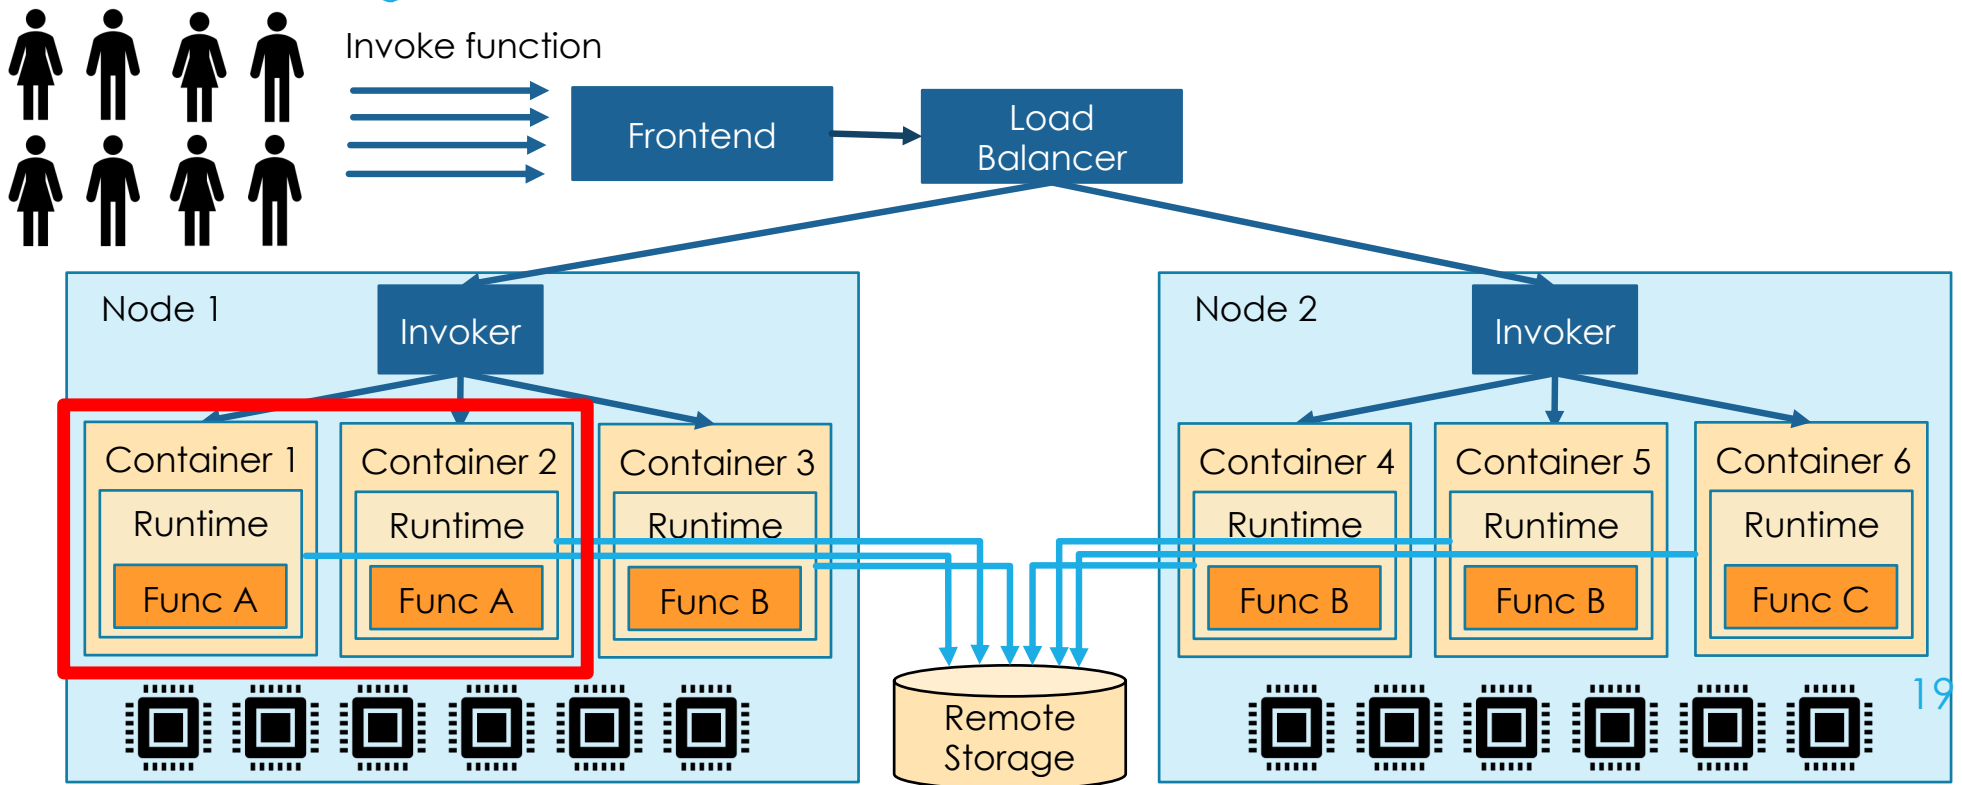 Invoke function
Frontend
Load
Balancer
Node 1
Invoker
Container 1
Runtime
Func A
Container 2
Runtime
Func A
Container 3
Runtime
Func B
Node 2
Invoker
Container 4
Runtime
Func B
Container 5
Runtime
Func B
Container 6
Runtime
Func C
Remote
Storage
19